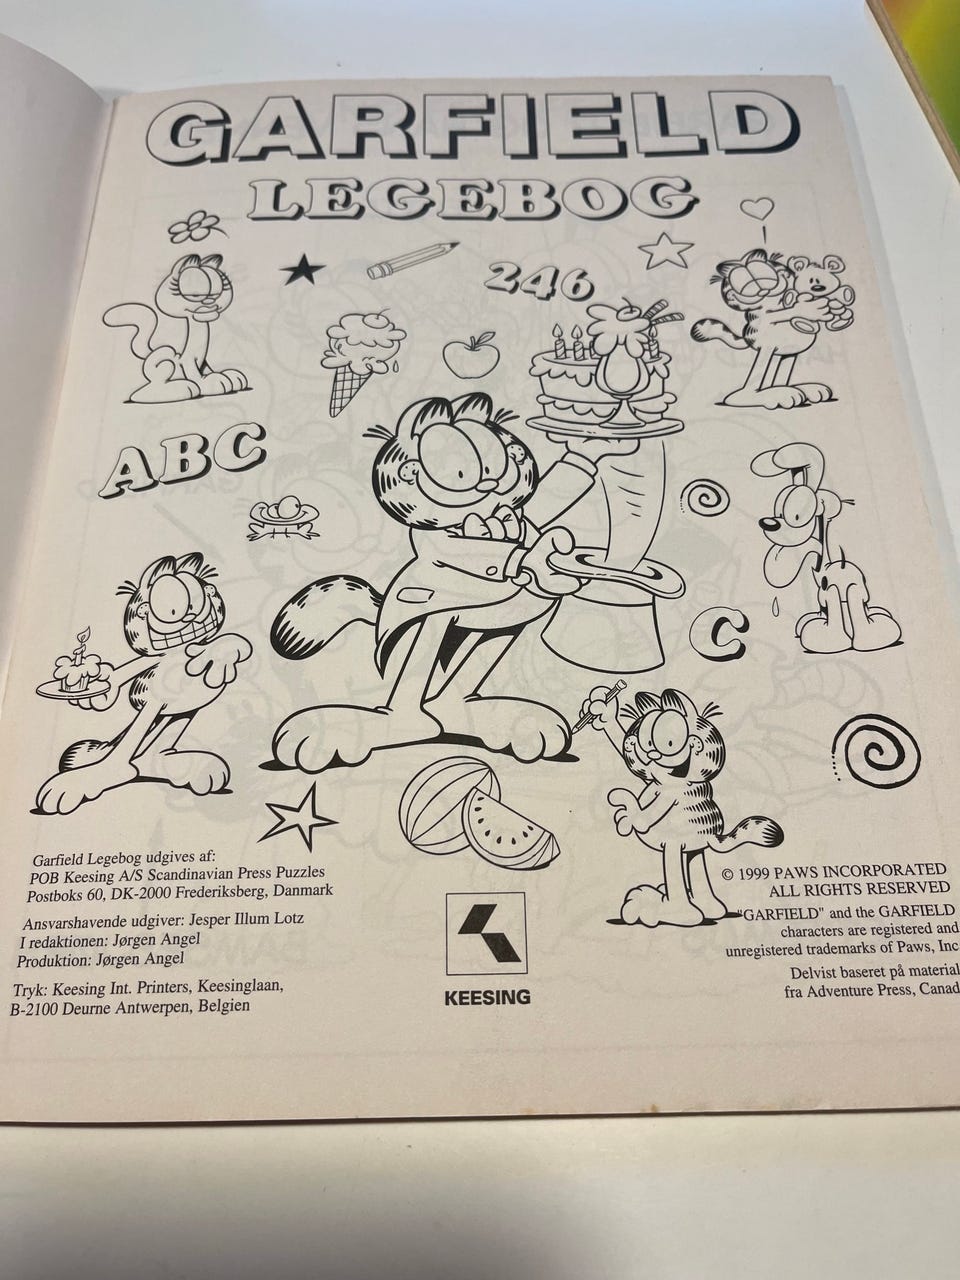 GARFIELD
LEGEBOG
246
ABC
C
Garfield Legebog udgives af:
POB Keesing A/S Scandinavian Press Puzzles
Postboks 60, DK-2000 Frederiksberg, Danmark
Ansvarshavende udgiver: Jesper Illum Lotz
I redaktionen: Jørgen Angel
Produktion: Jørgen Angel
Tryk: Keesing Int. Printers, Keesinglaan,
B-2100 Deurne Antwerpen, Belgien
KEESING
© 1999 PAWS INCORPORATED
ALL RIGHTS RESERVED
"GARFIELD" and the GARFIELD
characters are registered and
unregistered trademarks of Paws, Inc
Delvist baseret på material
fra Adventure Press, Canad